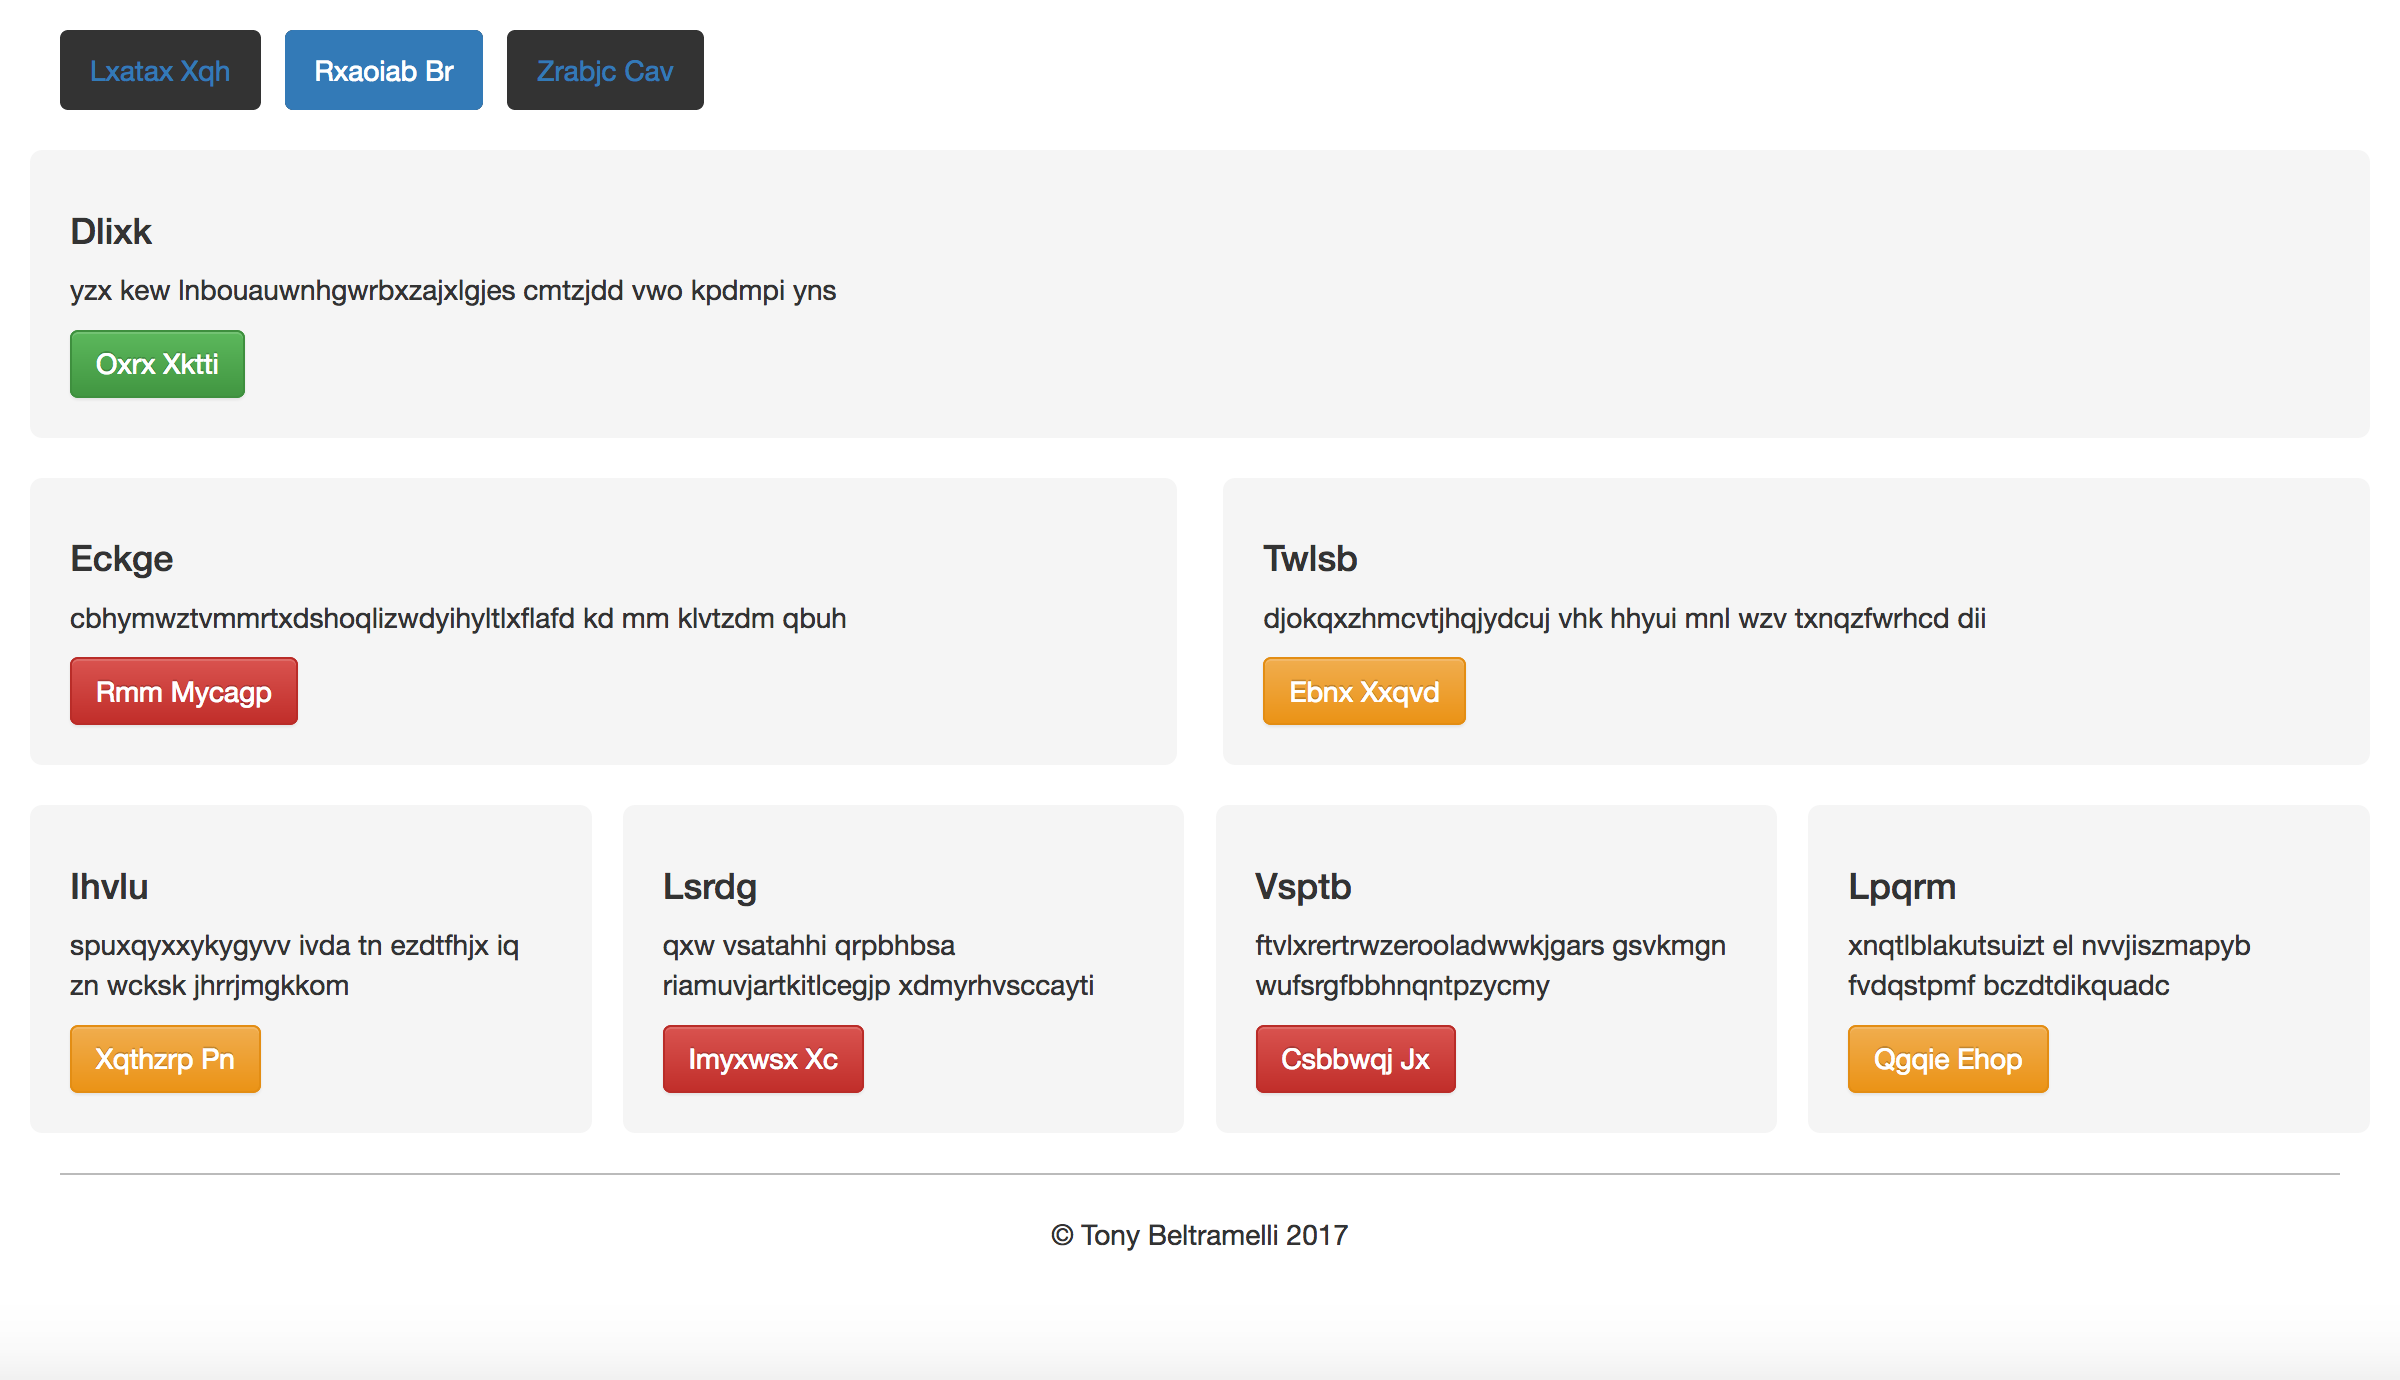 Lxatax Xqh
Rxaoiab Br
Zrabjc Cav
Dlixk
yzx kew lnbouauwnhgwrbxzajxlgjes cmtzjdd vwo kpdmpi yns
Oxrx Xktti
Eckge
cbhymwztvmmrtxdshoqlizwdyihyltlxflafd kd mm klvtzdm qbuh
Rmm Mycagp
Twlsb
djokqxzhmcvtjhqjydcuj vhk hhyui mnl wzv txnqzfwrhcd dii
Ebnx Xxqvd
Ihvlu
spuxqyxxykygyvv ivda tn ezdtfhjx iq
zn wcksk jhrrjmgkkom
Xqthzrp Pn
Lsrdg
qxw vsatahhi qrpbhbsa
riamuvjartkitlcegjp xdmyrhvsccayti
Imyxwsx Xc
Vsptb
ftvlxrertrwzerooladwwkjgars gsvkmgn
wufsrgfbbhnqntpzycmy
Csbbwqj Jx
Lpqrm
xnqtlblakutsuizt el nvvjiszmapyb
fvdqstpmf bczdtdikquadc
Qgqie Ehop
© Tony Beltramelli 2017